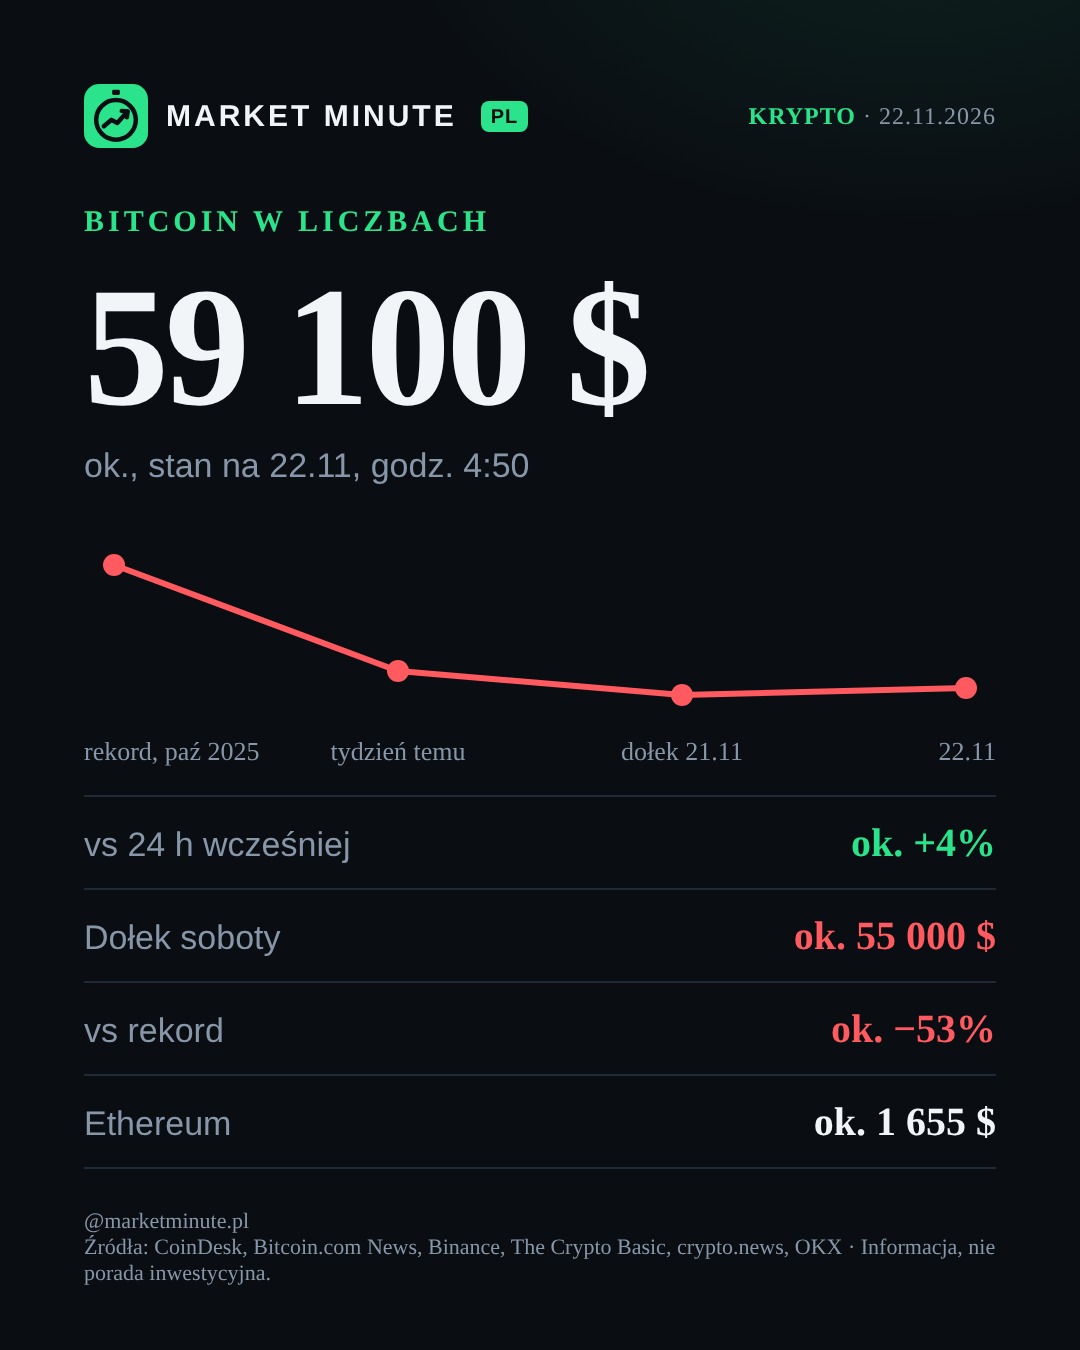 MARKET MINUTE PL
KRYPTO · 22.11.2026
BITCOIN W LICZBACH
59 100 $
ok., stan na 22.11, godz. 4:50
rekord, paź 2025
tydzień temu
dołek 21.11
22.11
vs 24 h wcześniej
ok. +4%
Dołek soboty
ok. 55 000 $
vs rekord
ok. −53%
Ethereum
ok. 1 655 $
@marketminute.pl
Źródła: CoinDesk, Bitcoin.com News, Binance, The Crypto Basic, crypto.news, OKX · Informacja, nie
porada inwestycyjna.